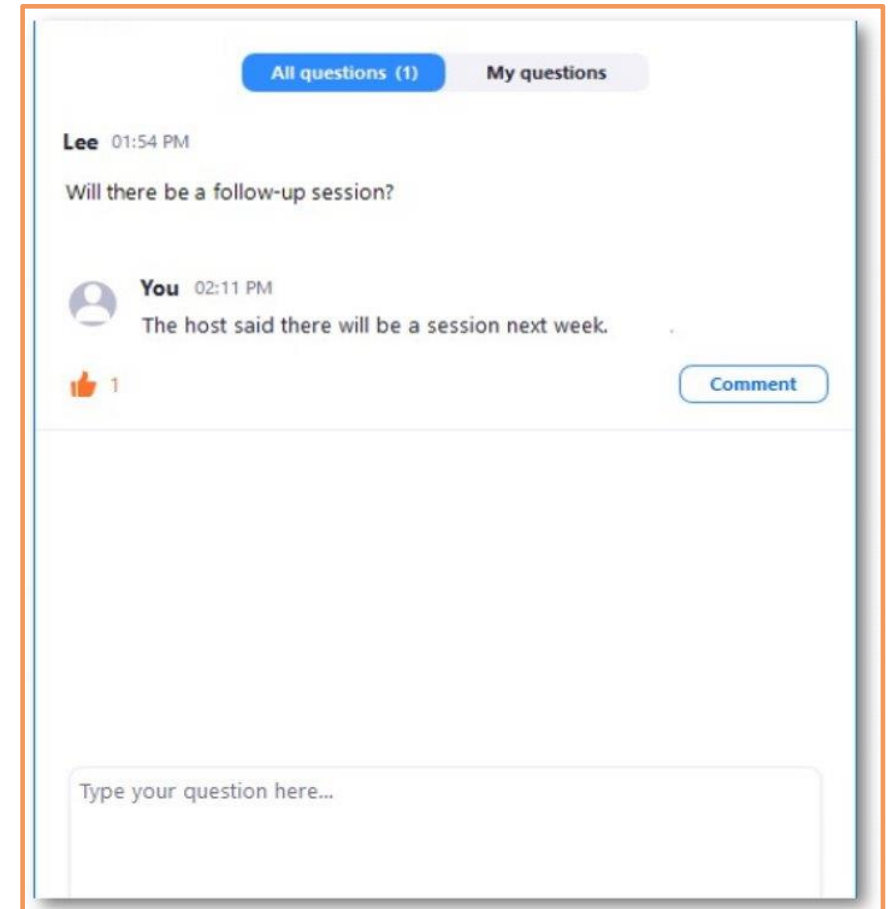 All questions (1) My questions
Lee 01:54 PM
Will there be a follow-up session?
You 02:11 PM
The host said there will be a session next week.
1 Comment
Type your question here...